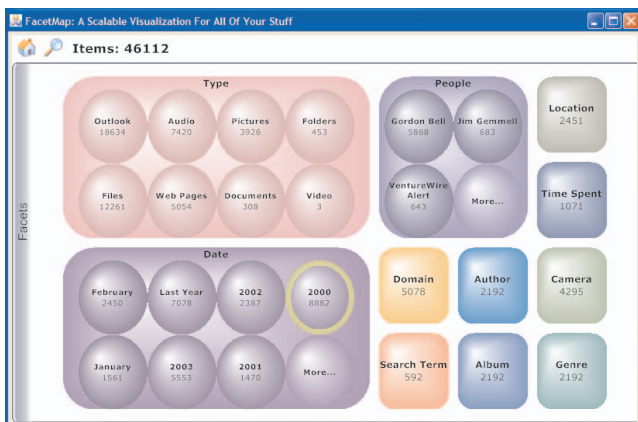 FacetMap: A Scalable Visualization For All Of Your Stuff
Items: 46112
Facets
Type
Outlook
18634
Audio
7420
Pictures
3926
Folders
453
Files
12261
Web Pages
5054
Documents
308
Video
3
People
Gordon Bell
5868
Jim Gemmell
683
VentureWire
Alert
643
More...
Location
2451
Time Spent
1071
Date
February
2450
Last Year
7078
2002
2387
2000
8882
January
1561
2003
5553
2001
1470
More...
Domain
5078
Author
2192
Camera
4295
Search Term
592
Album
2192
Genre
2192